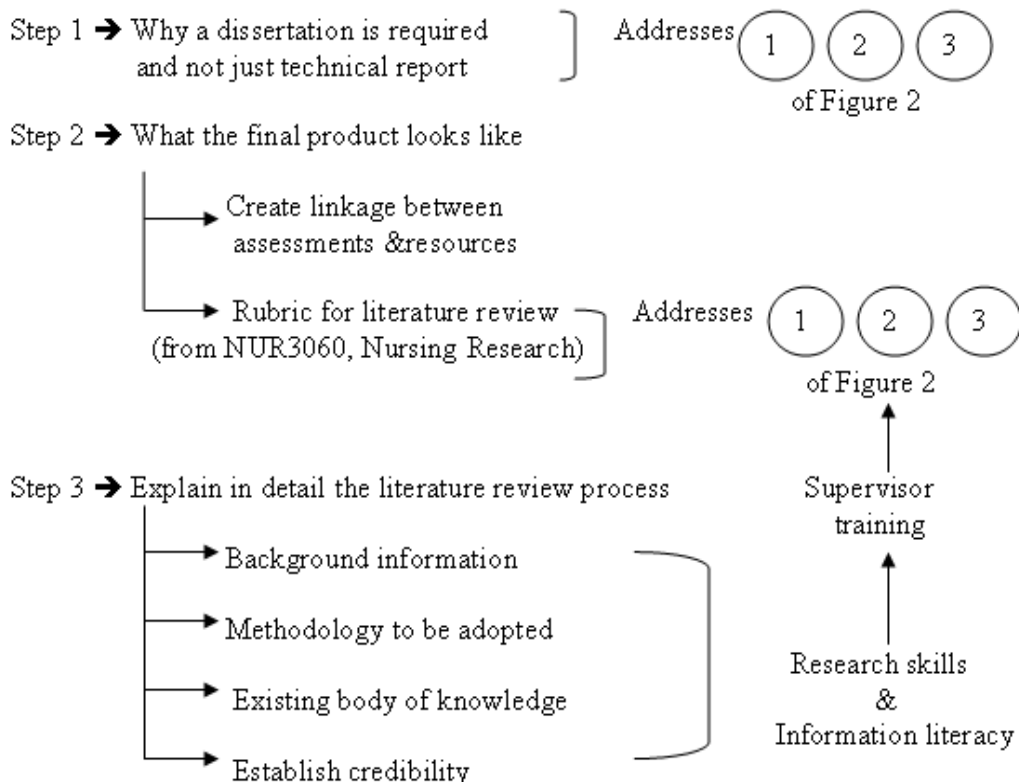 Step 1 ➔ Why a dissertation is required
and not just technical report
Addresses 1 2 3
of Figure 2
Step 2 ➔ What the final product looks like
Create linkage between
assessments &resources
Rubric for literature review
(from NUR3060, Nursing Research)
Addresses 1 2 3
of Figure 2
Step 3 ➔ Explain in detail the literature review process
Background information
Methodology to be adopted
Existing body of knowledge
Establish credibility
Supervisor
training
Research skills
&
Information literacy